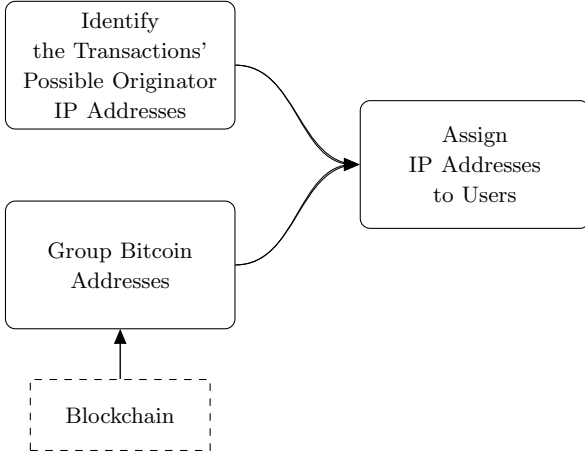 Identify
the Transactions'
Possible Originator
IP Addresses
Assign
IP Addresses
to Users
Group Bitcoin
Addresses
Blockchain